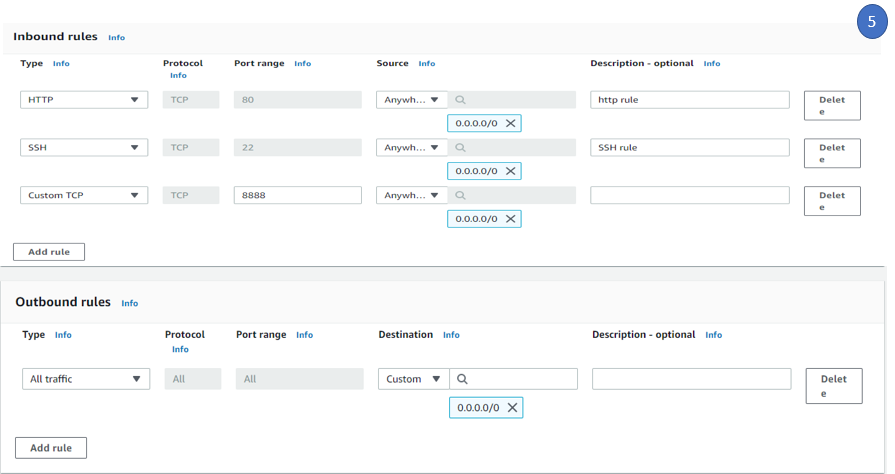 5
Inbound rules Info
Type Info Protocol Info Port range Info Source Info Description - optional Info
HTTP TCP 80 Anywh... http rule Delet
e
0.0.0.0/0
SSH TCP 22 Anywh... SSH rule Delet
e
0.0.0.0/0
Custom TCP TCP 8888 Anywh... Delet
e
0.0.0.0/0
Add rule
Outbound rules Info
Type Info Protocol Info Port range Info Destination Info Description - optional Info
All traffic All All Custom Delet
e
0.0.0.0/0
Add rule